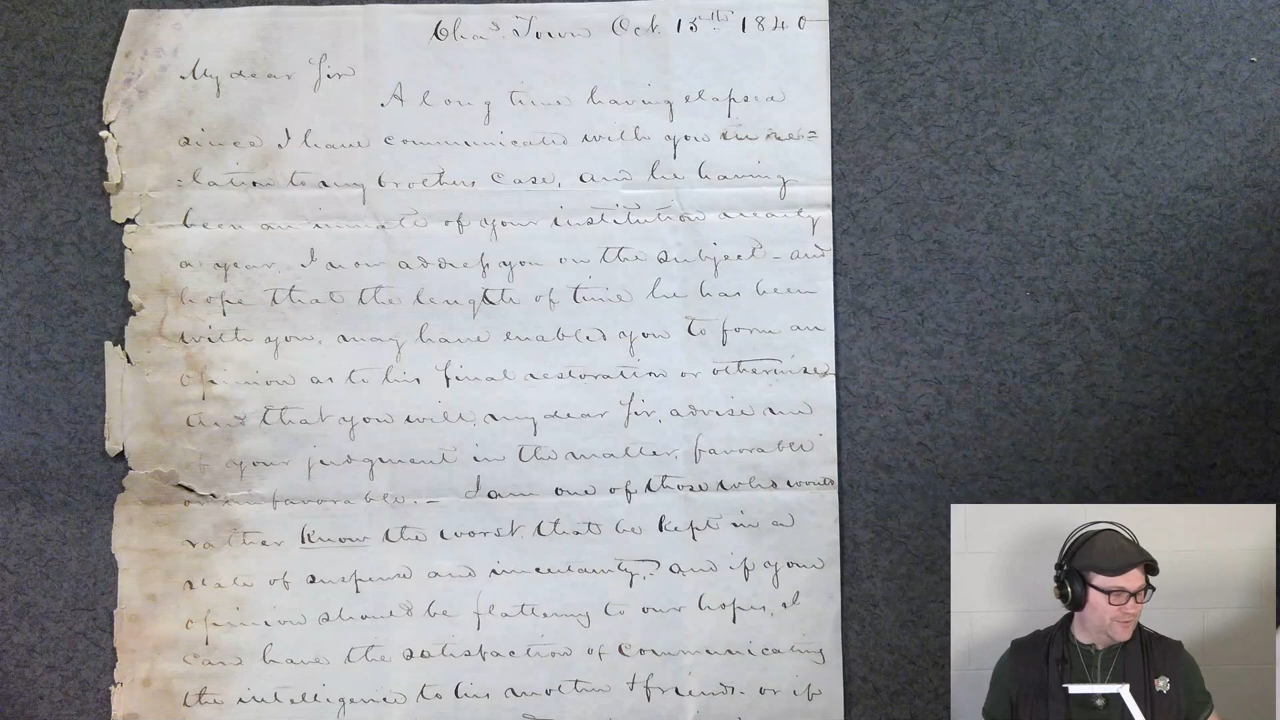 Chas. Town Oct. 15th 1840
My dear Sir
A long time having elapsed
since I have communicated with you in re=
=lation to my brothers case, and he having
been an inmate of your institution nearly
a year, I now address you on the subject - and
hope that the length of time he has been
with you, may have enabled you to form an
opinion as to his final restoration or otherwise,
And that you will, my dear Sir, advise me
of your judgment in the matter, favorable
or unfavorable. - I am one of those who would
rather know the worst, that be kept in a
state of suspense and uncertainty, and if your
opinion should be flattering to our hopes, I
can have the satisfaction of communicating
the intelligence to his mother + friends - or if